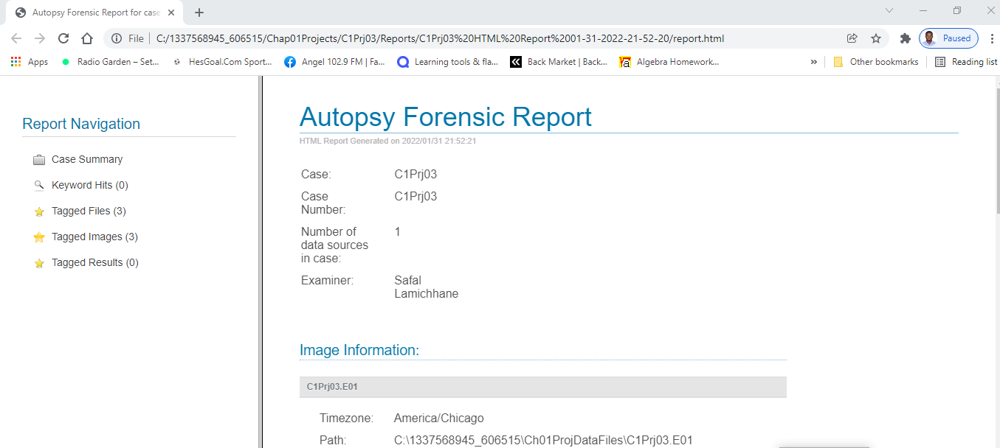 Autopsy Forensic Report for case
File C:/1337568945_606515/Chap01Projects/C1Prj03/Reports/C1Prj03%20HTML%20Report%2001-31-2022-21-52-20/report.html
Paused
Apps Radio Garden – Set... HesGoal.Com Sport... Angel 102.9 FM | Fa... Learning tools & fla... Back Market | Back... Algebra Homework... » Other bookmarks Reading list
Report Navigation
Case Summary
Keyword Hits (0)
Tagged Files (3)
Tagged Images (3)
Tagged Results (0)
Autopsy Forensic Report
HTML Report Generated on 2022/01/31 21:52:21
Case: C1Prj03
Case C1Prj03
Number:
Number of 1
data sources
in case:
Examiner: Safal
Lamichhane
Image Information:
C1Prj03.E01
Timezone: America/Chicago
Path: C:\1337568945_606515\Ch01ProjDataFiles\C1Prj03.E01